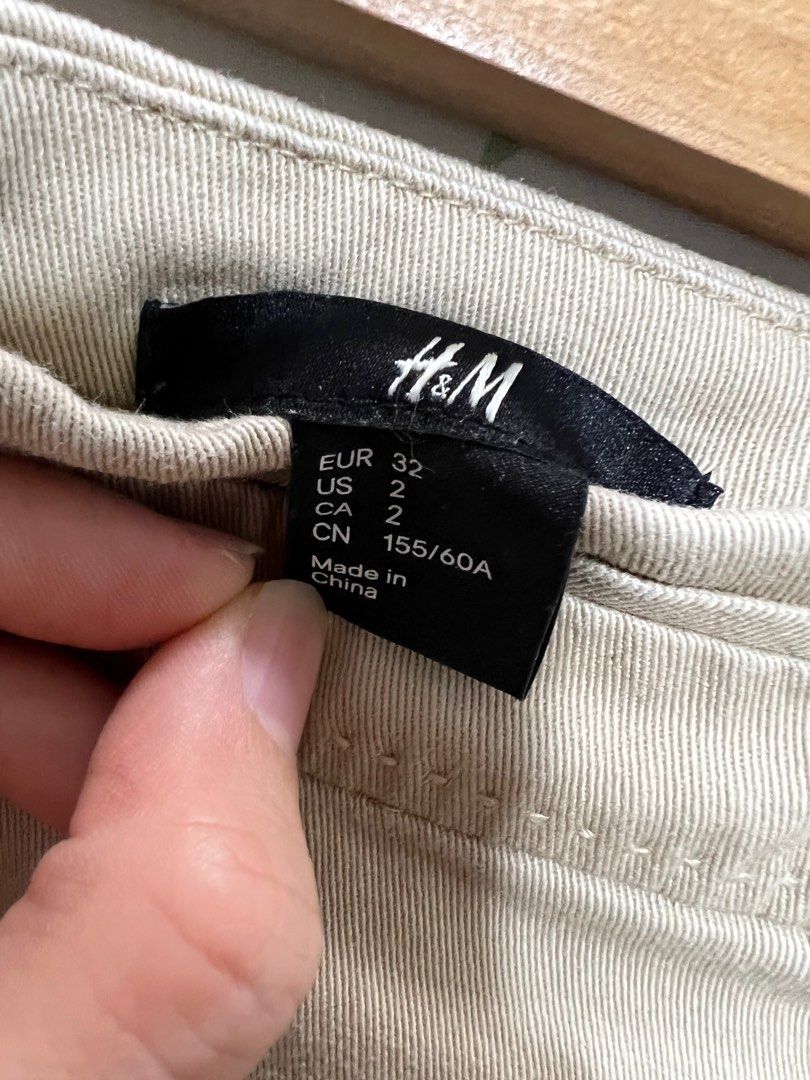 H&M
EUR 32
US 2
CA 2
CN 155/60A
Made in
China